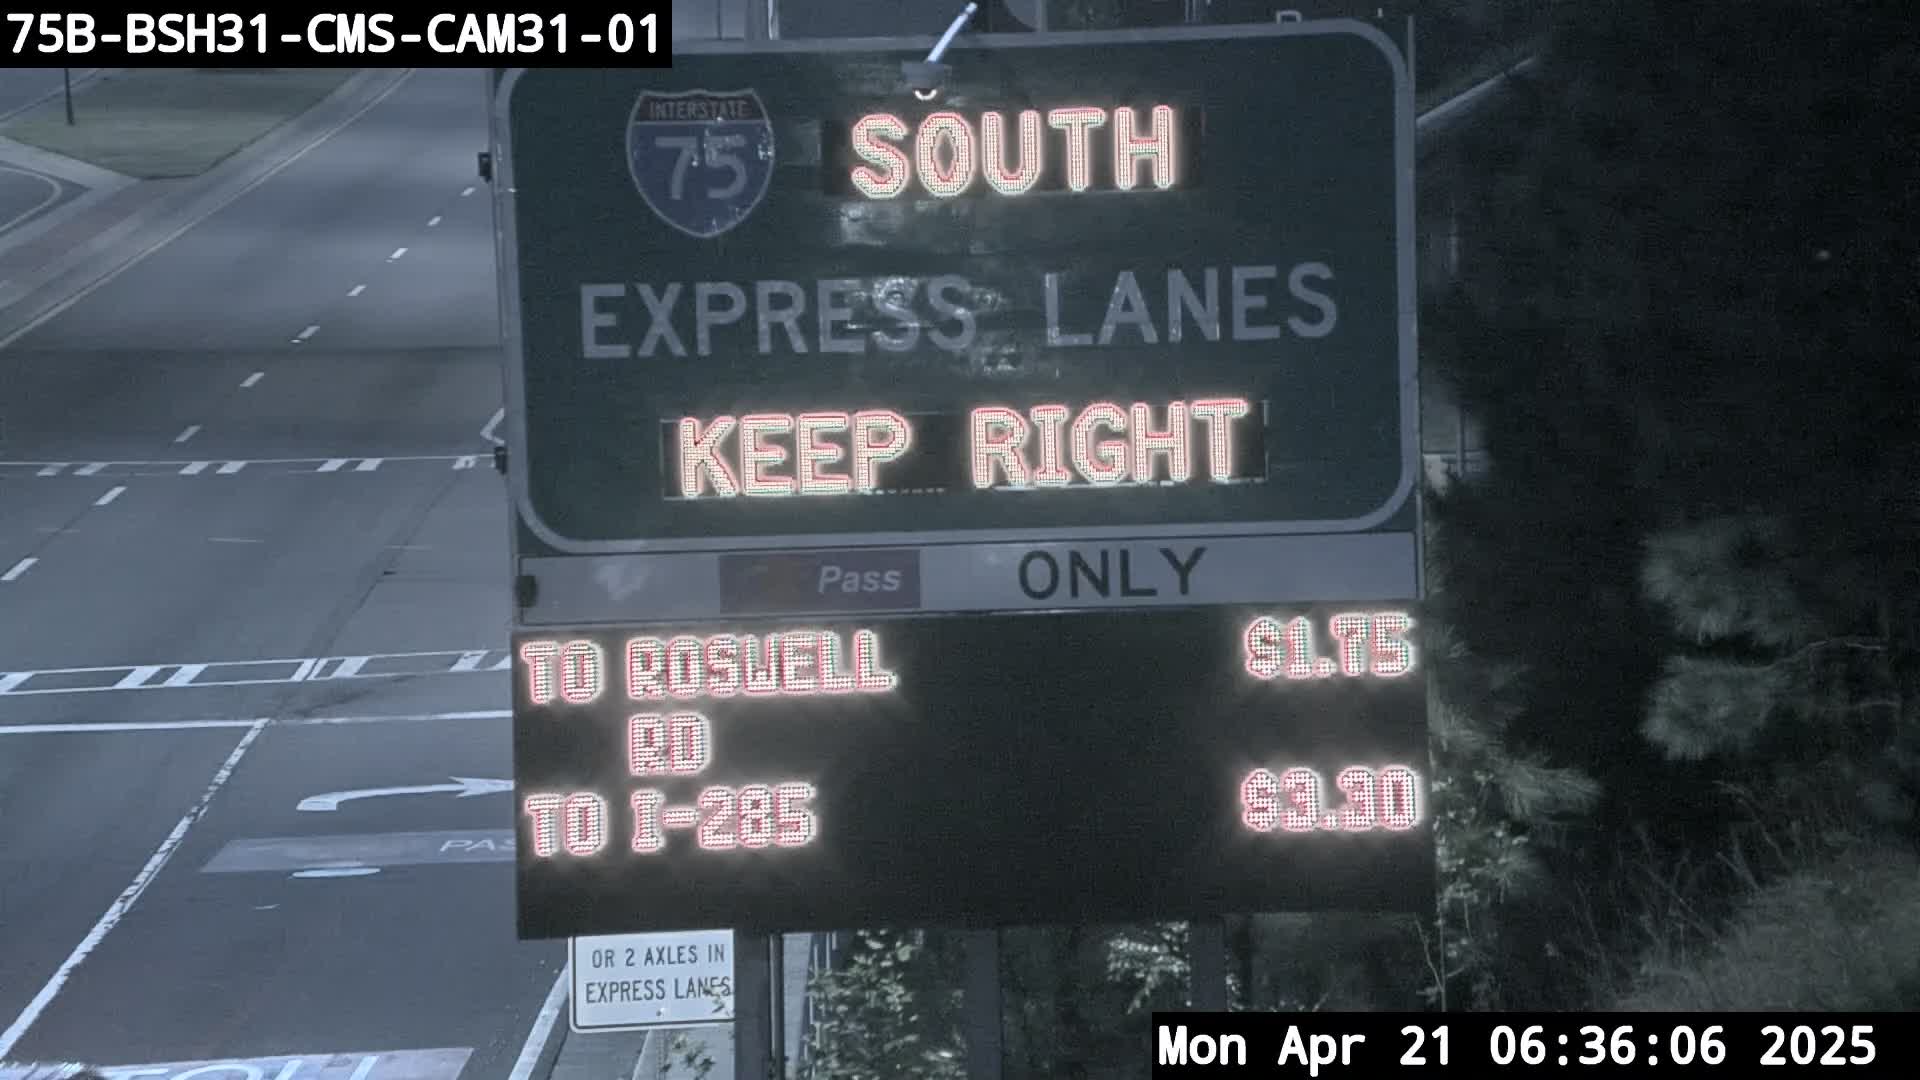 75B-BSH31-CMS-CAM31-01
INTERSTATE
75
SOUTH
EXPRESS LANES
KEEP RIGHT
Pass ONLY
TO ROSWELL $1.75
RD
TO I-285 $3.30
OR 2 AXLES IN
EXPRESS LANES
Mon Apr 21 06:36:06 2025